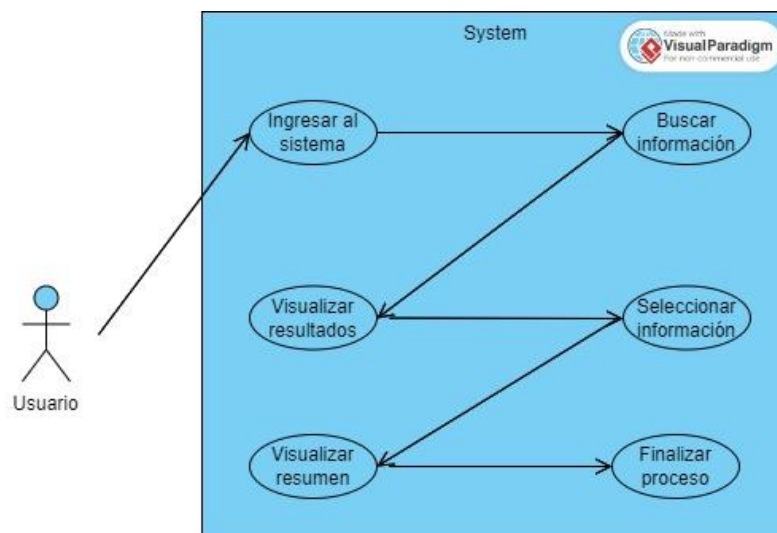 System
Made with
Visual Paradigm
For non-commercial use
Ingresar al
sistema
Buscar
información
Visualizar
resultados
Seleccionar
información
Usuario
Visualizar
resumen
Finalizar
proceso